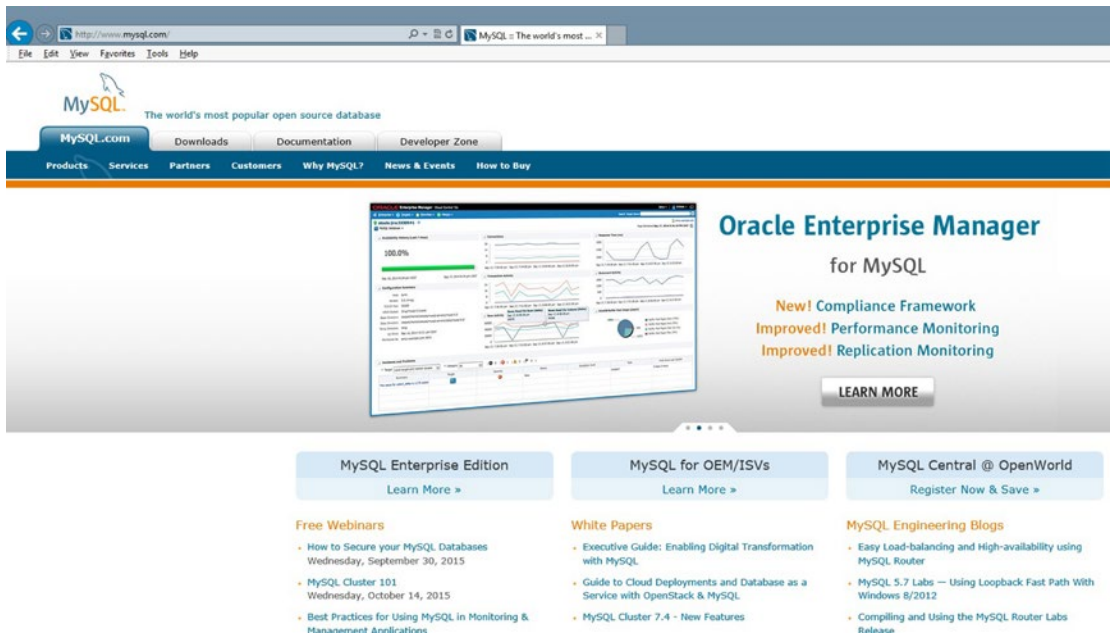 http://www.mysql.com/
MySQL :: The world's most ...
File Edit View Favorites Tools Help
MySQL
The world's most popular open source database
MySQL.com Downloads Documentation Developer Zone
Products Services Partners Customers Why MySQL? News & Events How to Buy
ORACLE Enterprise Manager
100.0%
Oracle Enterprise Manager
for MySQL
New! Compliance Framework
Improved! Performance Monitoring
Improved! Replication Monitoring
LEARN MORE
MySQL Enterprise Edition
Learn More »
MySQL for OEM/ISVs
Learn More »
MySQL Central @ OpenWorld
Register Now & Save »
Free Webinars
How to Secure your MySQL Databases
Wednesday, September 30, 2015
MySQL Cluster 101
Wednesday, October 14, 2015
Best Practices for Using MySQL in Monitoring &
Management Applications
White Papers
Executive Guide: Enabling Digital Transformation
with MySQL
Guide to Cloud Deployments and Database as a
Service with OpenStack & MySQL
MySQL Cluster 7.4 - New Features
MySQL Engineering Blogs
Easy Load-balancing and High-availability using
MySQL Router
MySQL 5.7 Labs — Using Loopback Fast Path With
Windows 8/2012
Compiling and Using the MySQL Router Labs
Release